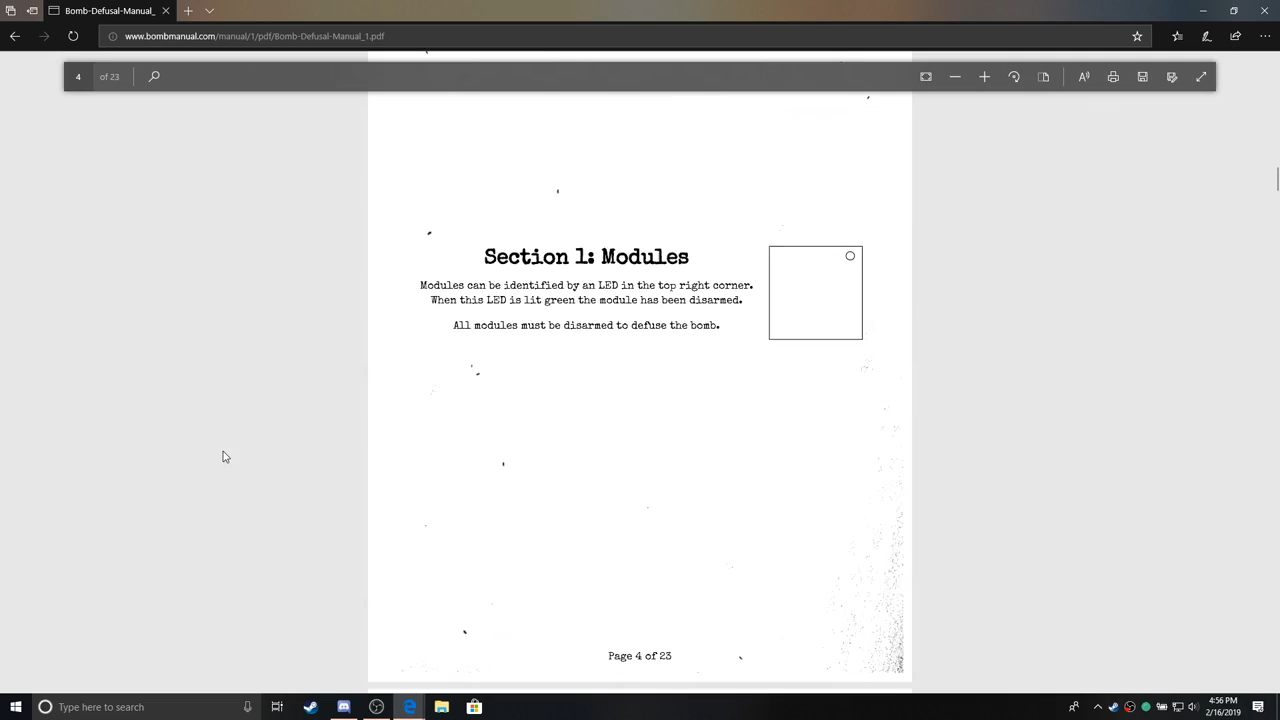 Bomb-Defusal-Manual_
www.bombmanual.com/manual/1/pdf/Bomb-Defusal-Manual_1.pdf
4 of 23
Section 1: Modules
Modules can be identified by an LED in the top right corner.
When this LED is lit green the module has been disarmed.
All modules must be disarmed to defuse the bomb.
Page 4 of 23
Type here to search
4:56 PM
2/16/2019